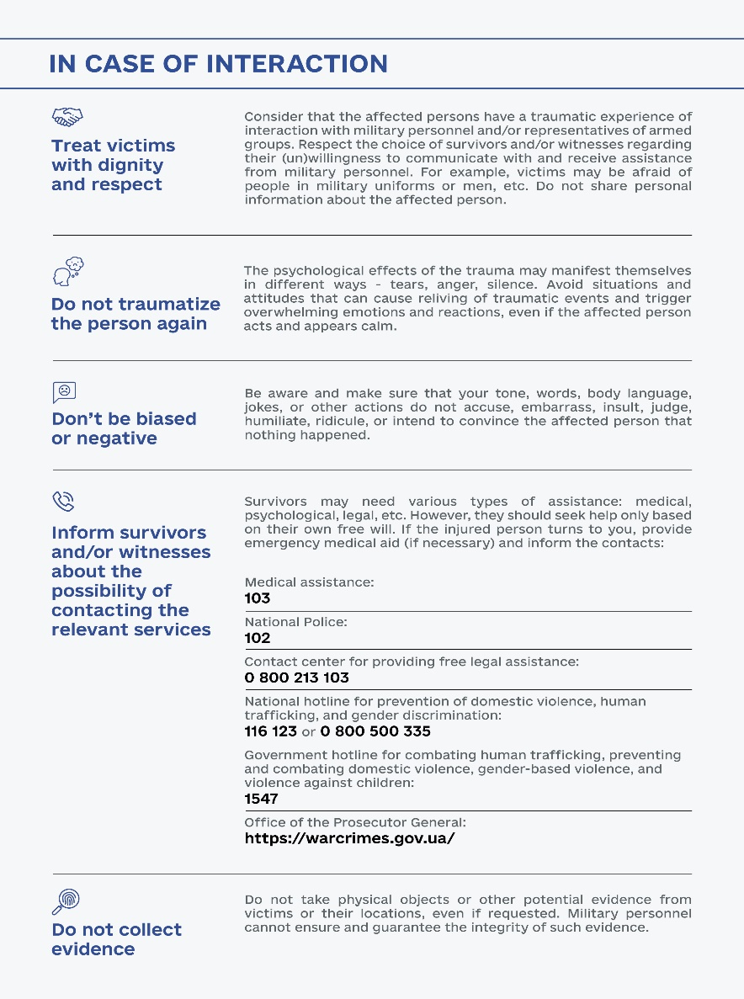 IN CASE OF INTERACTION
Treat victims
with dignity
and respect
Consider that the affected persons have a traumatic experience of
interaction with military personnel and/or representatives of armed
groups. Respect the choice of survivors and/or witnesses regarding
their (un)willingness to communicate with and receive assistance
from military personnel. For example, victims may be afraid of
people in military uniforms or men, etc. Do not share personal
information about the affected person.
Do not traumatize
the person again
The psychological effects of the trauma may manifest themselves
in different ways - tears, anger, silence. Avoid situations and
attitudes that can cause reliving of traumatic events and trigger
overwhelming emotions and reactions, even if the affected person
acts and appears calm.
Don't be biased
or negative
Be aware and make sure that your tone, words, body language,
jokes, or other actions do not accuse, embarrass, insult, judge,
humiliate, ridicule, or intend to convince the affected person that
nothing happened.
Inform survivors
and/or witnesses
about the
possibility of
contacting the
relevant services
Survivors may need various types of assistance: medical,
psychological, legal, etc. However, they should seek help only based
on their own free will. If the injured person turns to you, provide
emergency medical aid (if necessary) and inform the contacts:
Medical assistance:
103
National Police:
102
Contact center for providing free legal assistance:
0 800 213 103
National hotline for prevention of domestic violence, human
trafficking, and gender discrimination:
116 123 or 0 800 500 335
Government hotline for combating human trafficking, preventing
and combating domestic violence, gender-based violence, and
violence against children:
1547
Office of the Prosecutor General:
https://warcrimes.gov.ua/
Do not collect
evidence
Do not take physical objects or other potential evidence from
victims or their locations, even if requested. Military personnel
cannot ensure and guarantee the integrity of such evidence.